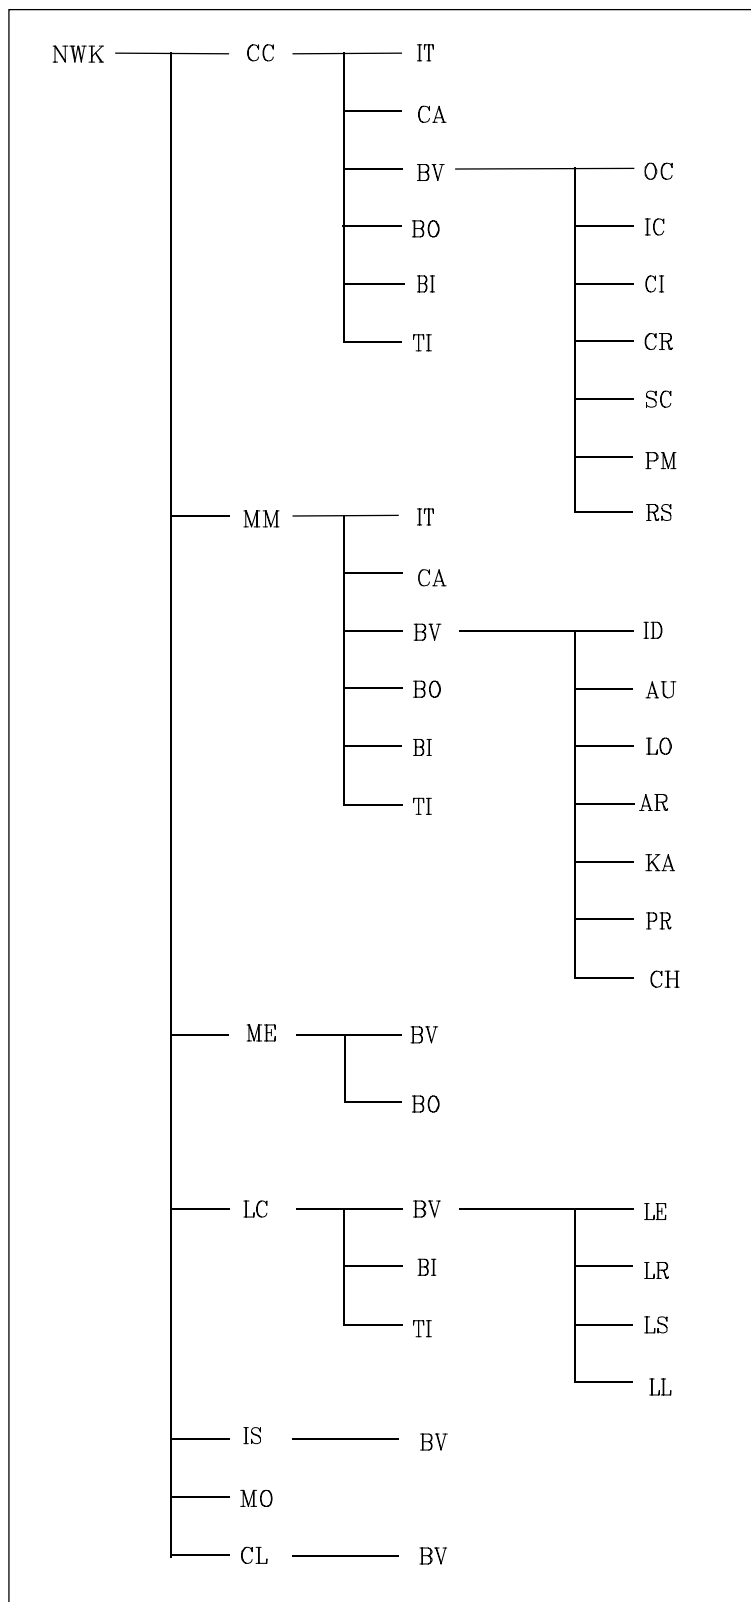 NWK CC IT
CA
BV OC
BO IC
BI CI
TI CR
SC
PM
MM IT RS
CA
BV ID
BO AU
BI LO
TI AR
KA
PR
CH
ME BV
BO
LC BV LE
BI LR
TI LS
LL
IS BV
MO
CL BV